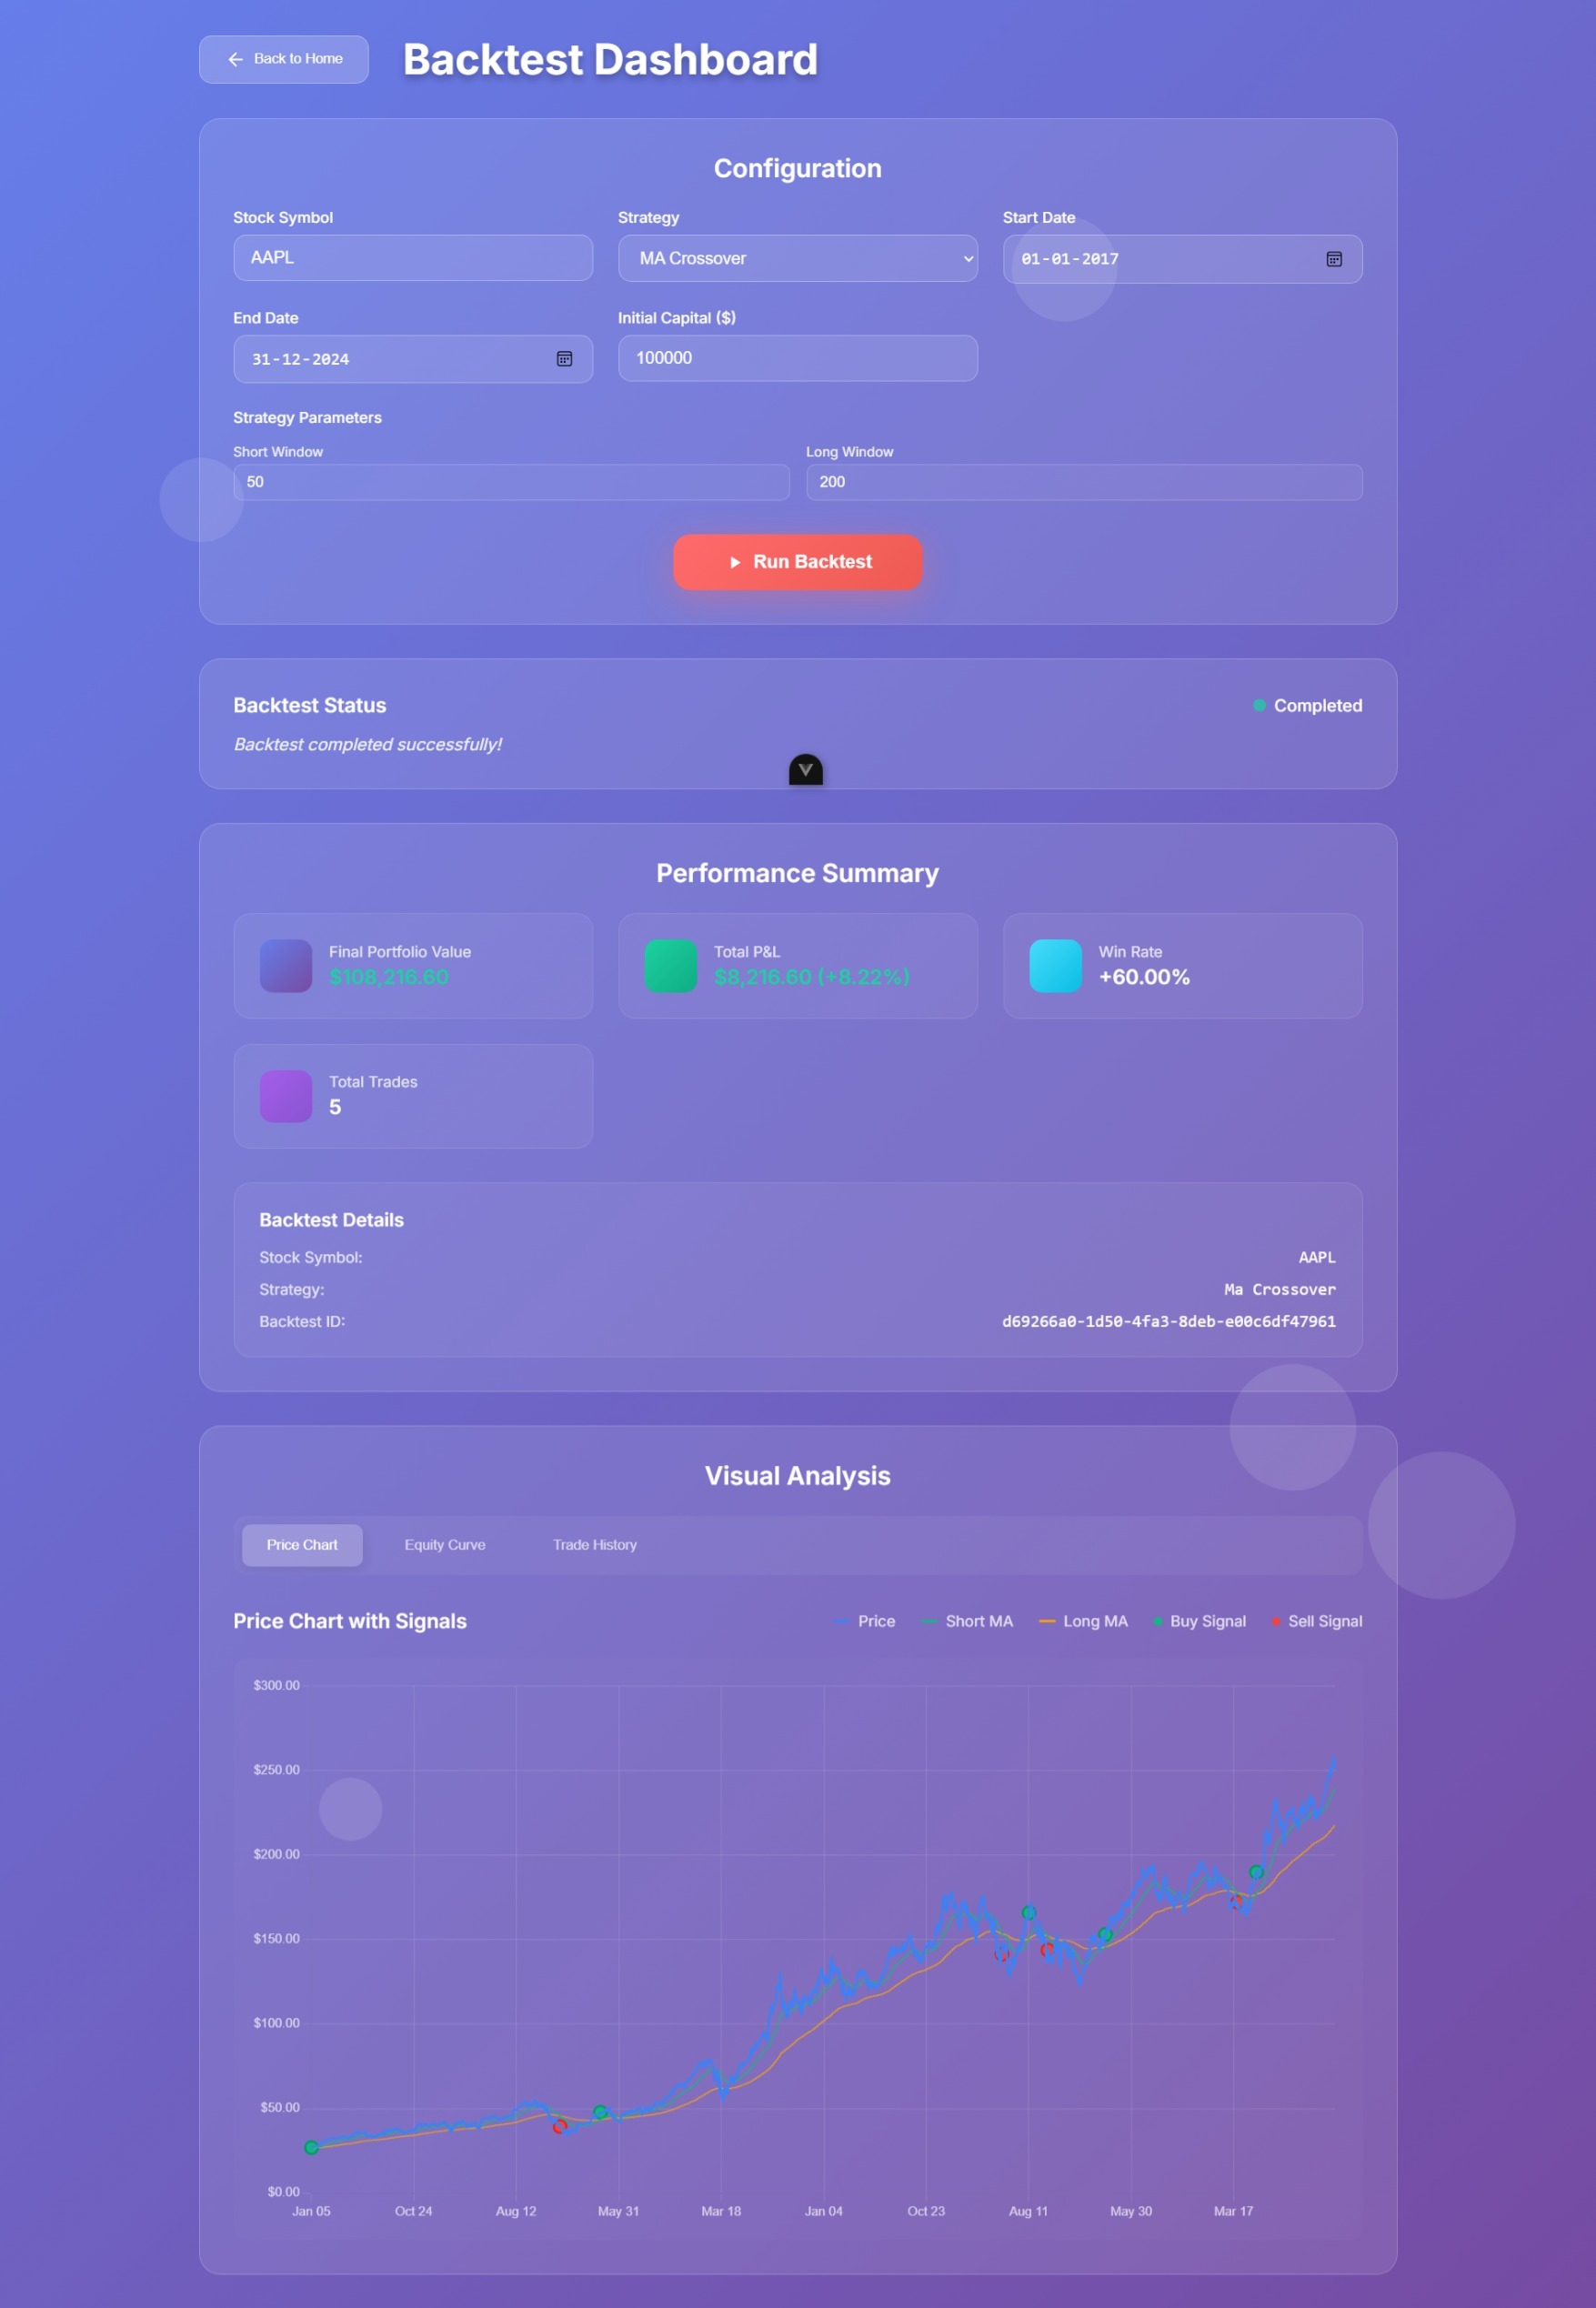 Back to Home
Backtest Dashboard
Configuration
Stock Symbol
Strategy
Start Date
AAPL
MA Crossover
01-01-2017
End Date
Initial Capital ($)
31-12-2024
100000
Strategy Parameters
Short Window
Long Window
50
200
Run Backtest
Backtest Status
Completed
Backtest completed successfully!
Performance Summary
Final Portfolio Value
$108,216.60
Total P&L
$8,216.60 (+8.22%)
Win Rate
+60.00%
Total Trades
5
Backtest Details
Stock Symbol:
AAPL
Strategy:
Ma Crossover
Backtest ID:
d69266a0-1d50-4fa3-8deb-e00c6df47961
Visual Analysis
Price Chart
Equity Curve
Trade History
Price Chart with Signals
Price
Short MA
Long MA
Buy Signal
Sell Signal
$300.00
$250.00
$200.00
$150.00
$100.00
$50.00
$0.00
Jan 05
Oct 24
Aug 12
May 31
Mar 18
Jan 04
Oct 23
Aug 11
May 30
Mar 17